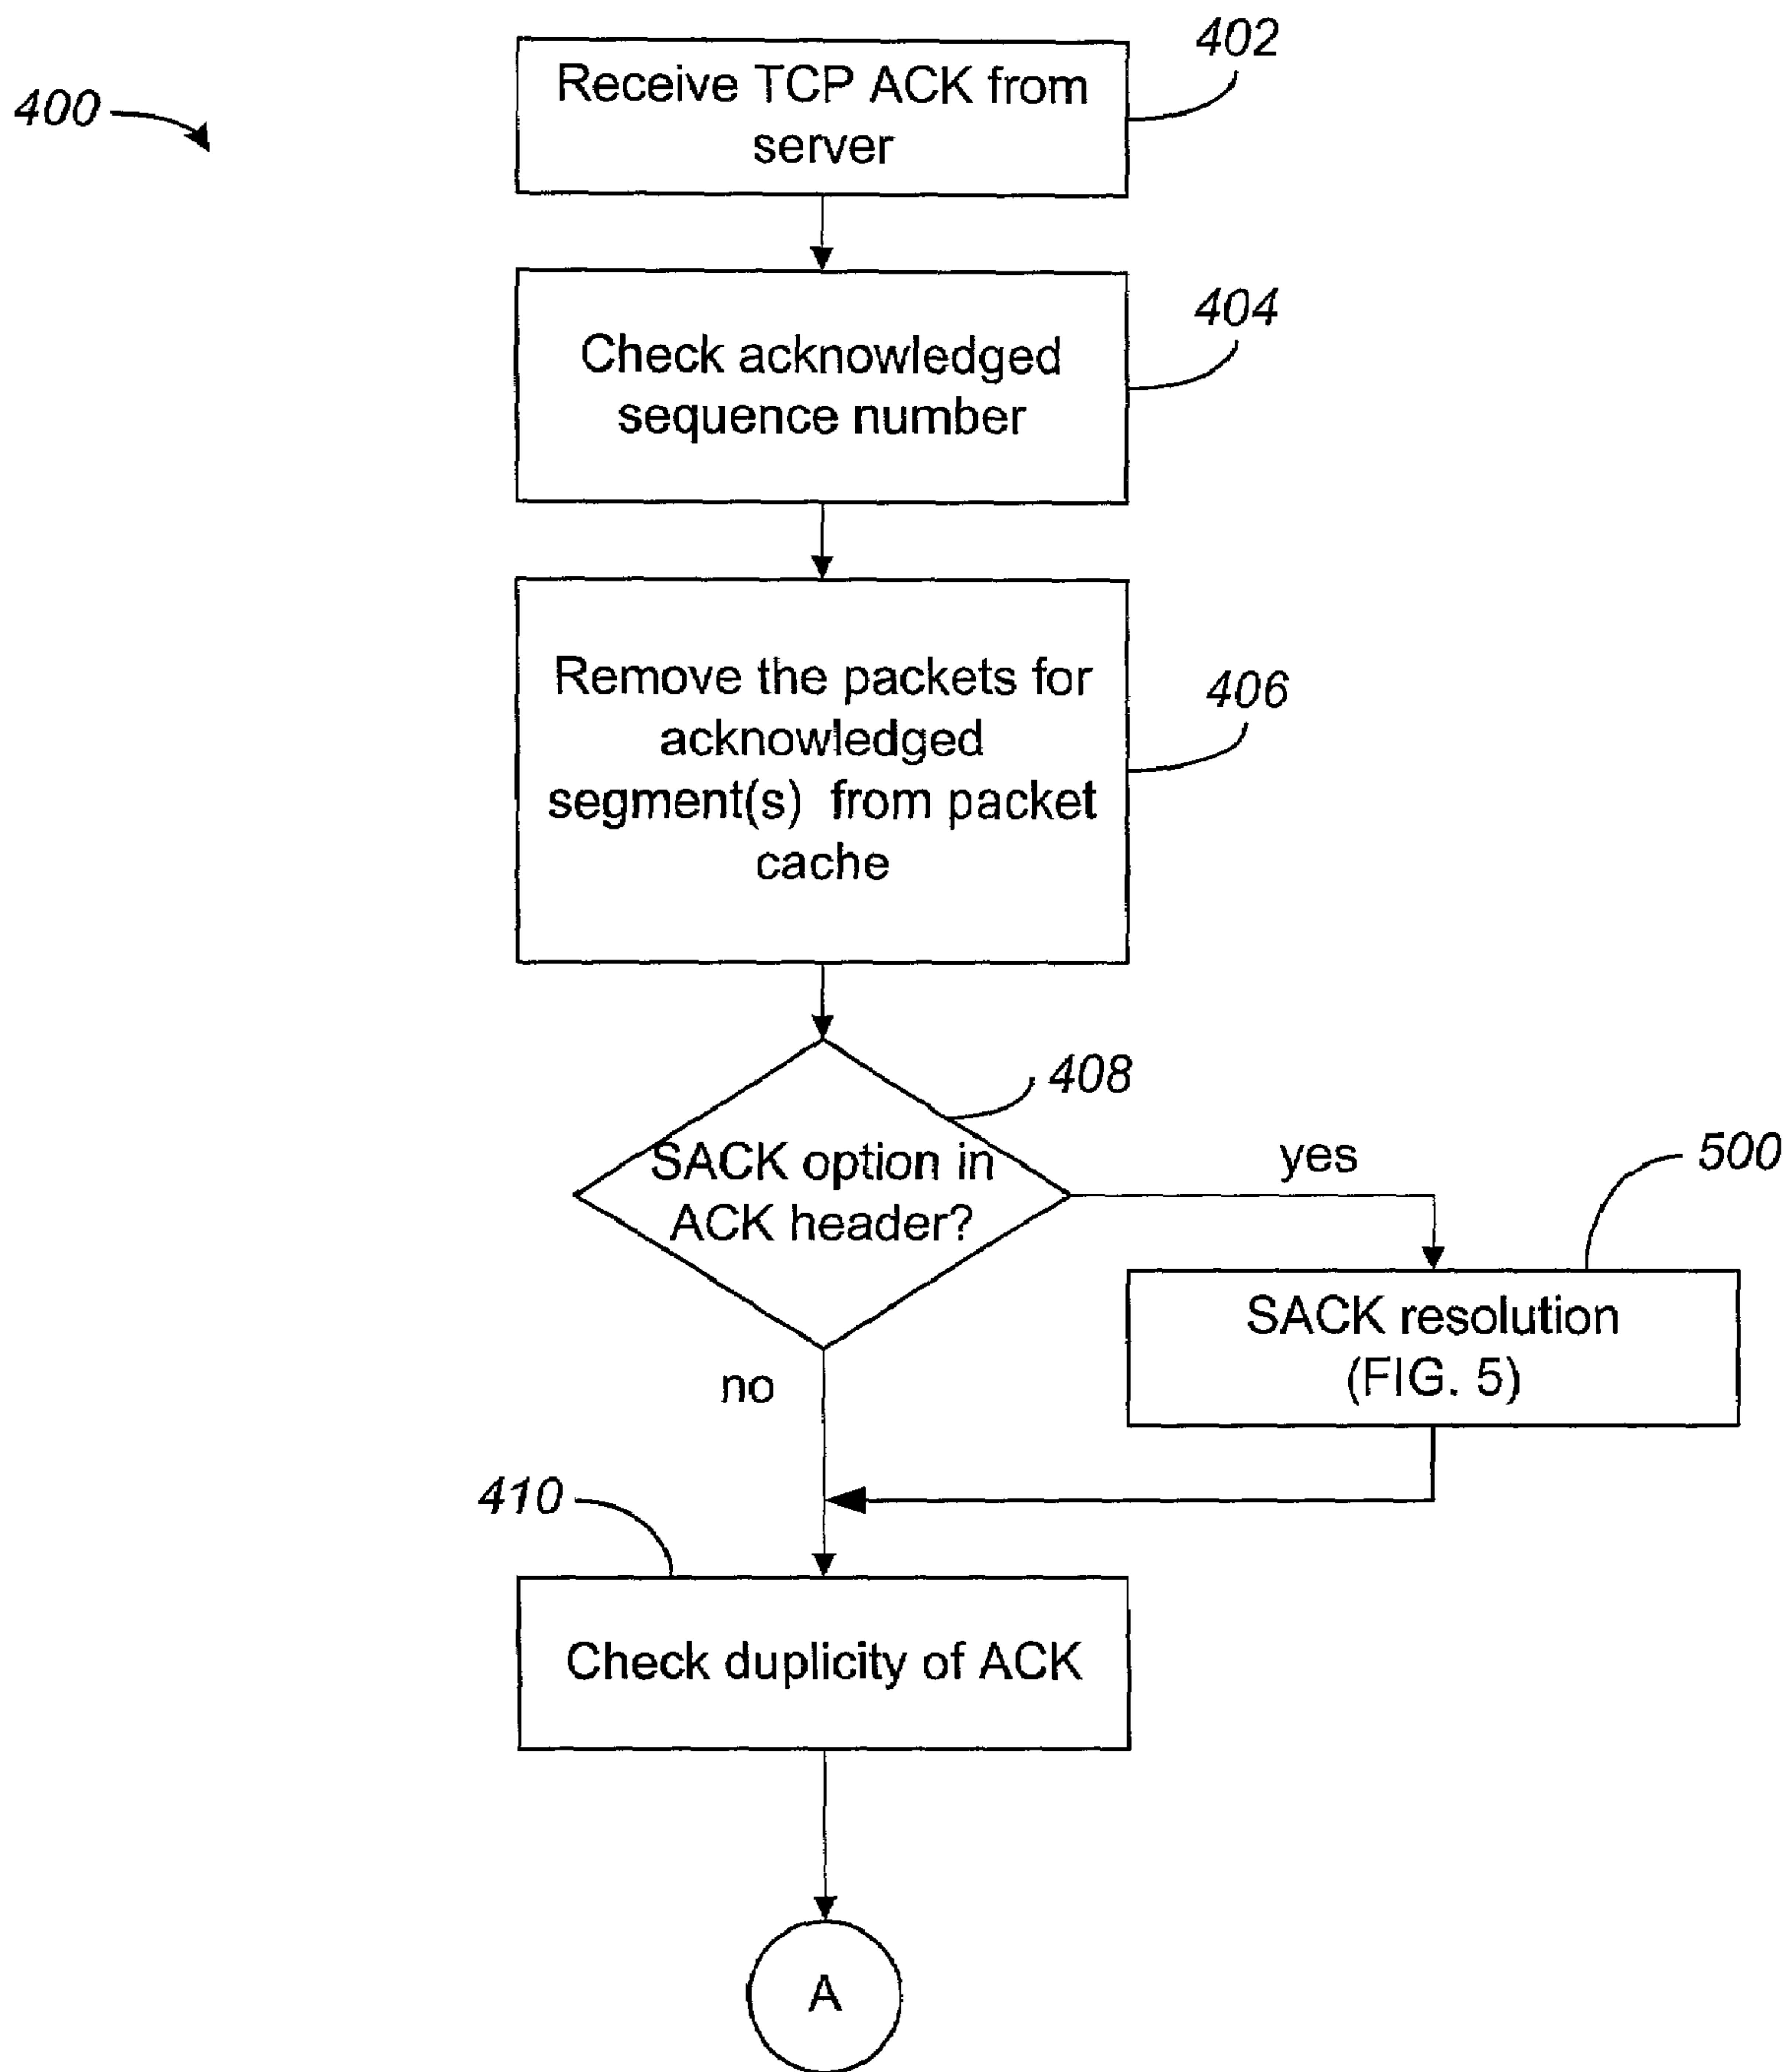 402
Receive TCP ACK from
server
400
404
Check acknowledged
sequence number
406
Remove the packets for
acknowledged
segment(s) from packet
cache
408
SACK option in
ACK header?
yes
500
SACK resolution
(FIG. 5)
no
410
Check duplicity of ACK
A